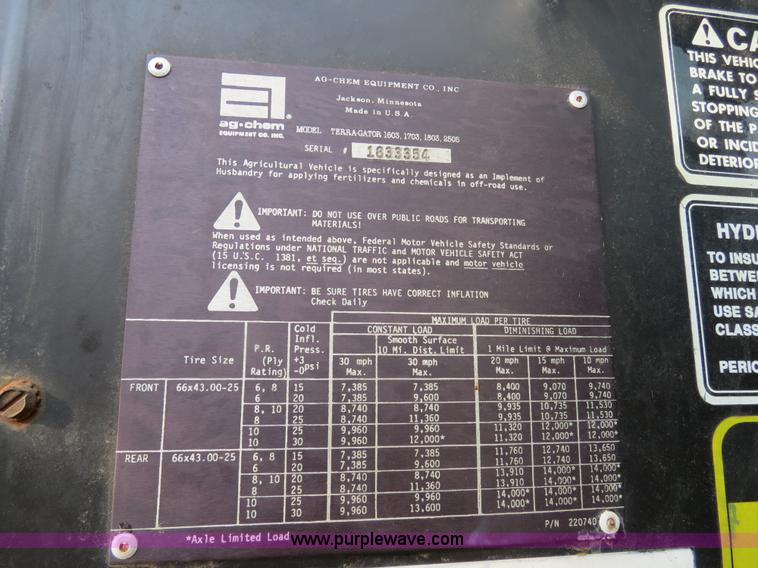 AG-CHEM EQUIPMENT CO., INC
Jackson, Minnesota
Made in U.S.A.
ag-chem
EQUIPMENT CO. INC.
MODEL TERRA-GATOR 1603, 1703, 1803, 2505
SERIAL # 1633354
This Agricultural Vehicle is specifically designed as an Implement of
Husbandry for applying fertilizers and chemicals in off-road use.
IMPORTANT: DO NOT USE OVER PUBLIC ROADS FOR TRANSPORTING
MATERIALS!
When used as intended above, Federal Motor Vehicle Safety Standards or
Regulations under NATIONAL TRAFFIC and MOTOR VEHICLE SAFETY ACT
(15 U.S.C. 1381, et seq.) are not applicable and motor vehicle
licensing is not required (in most states).
IMPORTANT: BE SURE TIRES HAVE CORRECT INFLATION
Check Daily
MAXIMUM LOAD PER TIRE
CONSTANT LOAD DIMINISHING LOAD
Tire Size P.R. (Ply Rating) Cold Infl. Press. +3 -0 psi
Smooth Surface
10 Mi. Dist. Limit 1 Mile Limit @ Maximum Load
30 mph Max. 30 mph Max. 20 mph Max. 15 mph Max. 10 mph Max.
FRONT 66x43.00-25 6, 8 15 7,385 7,385 8,400 9,070 9,740
6 20 7,385 9,600 8,400 9,070 9,740
8, 10 20 8,740 8,740 9,935 10,735 11,530
8 25 8,740 11,360 9,935 10,735 11,530
10 25 9,960 9,960 11,320 12,000* 12,000*
10 30 9,960 12,000* 11,320 12,000* 12,000*
REAR 66x43.00-25 6, 8 15 7,385 7,385 11,760 12,740 13,650
6 20 7,385 9,600 11,760 12,740 13,650
8, 10 20 8,740 8,740 13,910 14,000* 14,000*
8 25 8,740 11,360 13,910 14,000* 14,000*
10 25 9,960 9,960 14,000* 14,000* 14,000*
10 30 9,960 13,600 14,000* 14,000* 14,000*
P/N 220740
*Axle Limited Load
www.purplewave.com
CA
THIS VEHIC
BRAKE TO
A FULLY S
STOPPING
OF THE P
OR INCID
DETERIOR
HYD
TO INSU
BETWEE
WHICH
USE SA
CLASS
PERIO